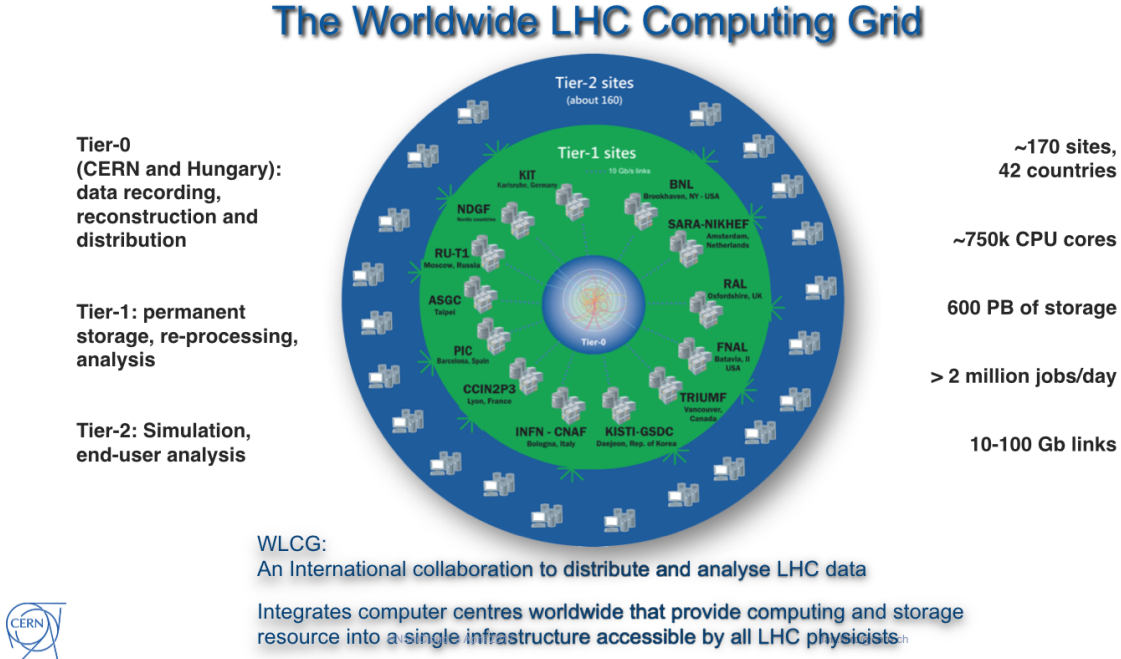 The Worldwide LHC Computing Grid
Tier-0
(CERN and Hungary):
data recording,
reconstruction and
distribution
Tier-1: permanent
storage, re-processing,
analysis
Tier-2: Simulation,
end-user analysis
Tier-2 sites
(about 160)
Tier-1 sites
10 Gb/s links
KIT
Karlsruhe, Germany
BNL
Brookhaven, NY - USA
NDGF
Nordic countries
SARA-NIKHEF
Amsterdam,
Netherlands
RU-T1
Moscow, Russia
RAL
Oxfordshire, UK
ASGC
Taipei
PIC
Barcelona, Spain
FNAL
Batavia, Il
USA
CCIN2P3
Lyon, France
TRIUMF
Vancouver,
Canada
INFN - CNAF
Bologna, Italy
KISTI-GSDC
Daejeon, Rep. of Korea
Tier-0
~170 sites,
42 countries
~750k CPU cores
600 PB of storage
> 2 million jobs/day
10-100 Gb links
WLCG:
An International collaboration to distribute and analyse LHC data
Integrates computer centres worldwide that provide computing and storage
resource into a single infrastructure accessible by all LHC physicists
CERN